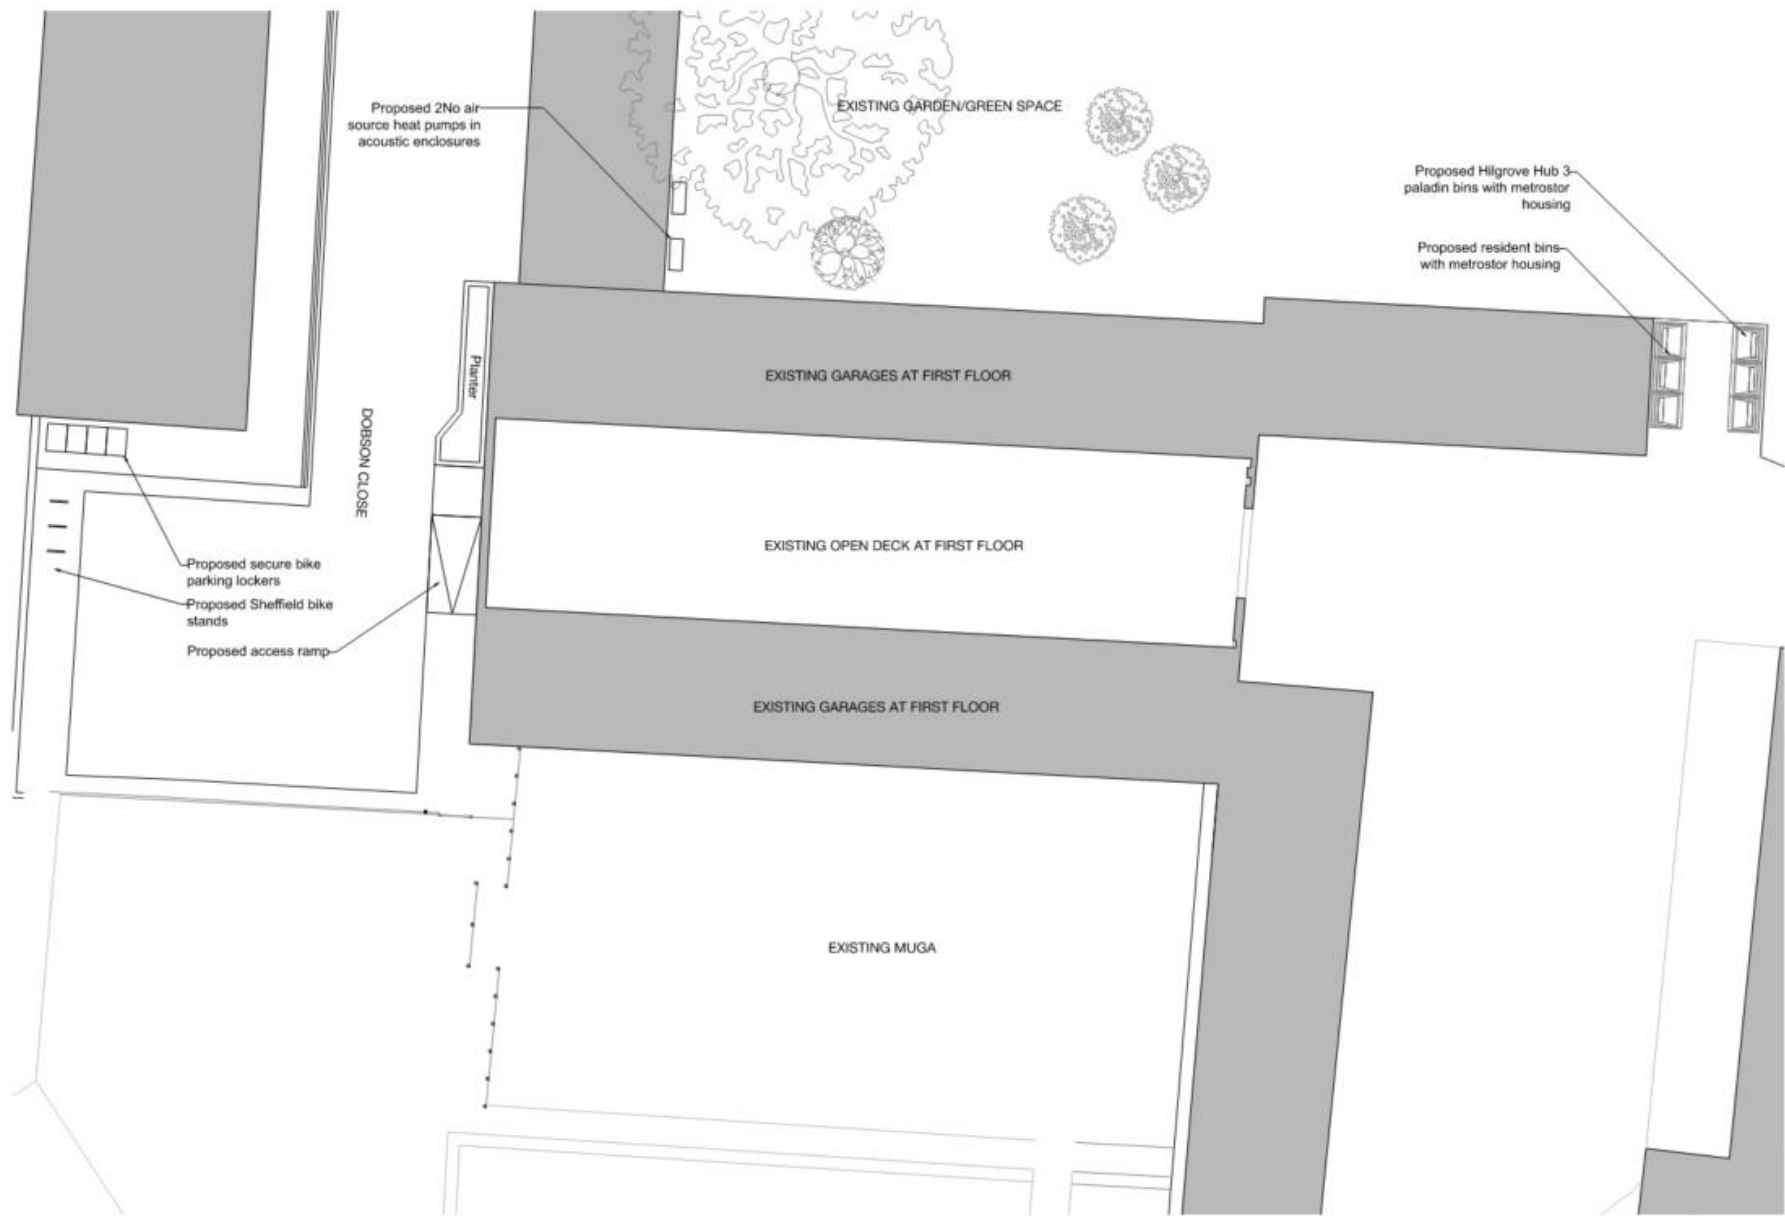 Proposed 2No air
source heat pumps in
acoustic enclosures
EXISTING GARDEN/GREEN SPACE
Proposed Hilgrove Hub 3
paladin bins with metrostor
housing
Proposed resident bins
with metrostor housing
Planter
EXISTING GARAGES AT FIRST FLOOR
DOBSON CLOSE
EXISTING OPEN DECK AT FIRST FLOOR
Proposed secure bike
parking lockers
Proposed Sheffield bike
stands
Proposed access ramp
EXISTING GARAGES AT FIRST FLOOR
EXISTING MUGA